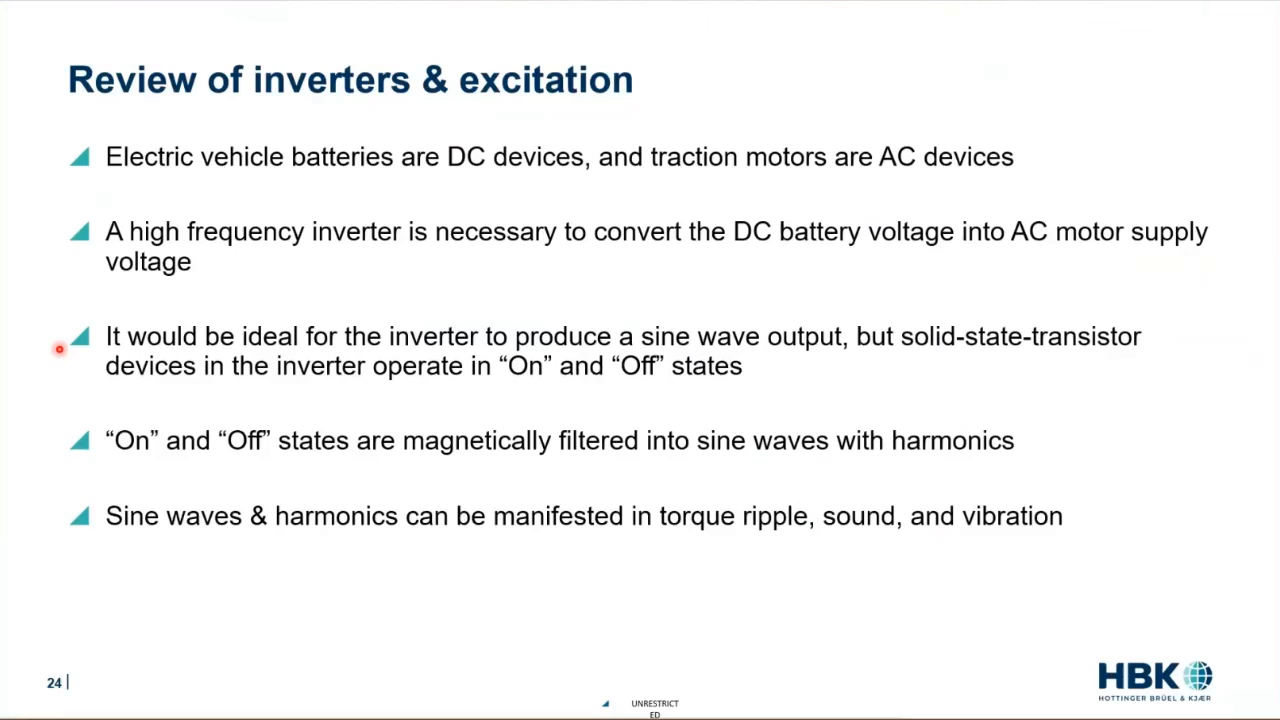 Review of inverters & excitation
Electric vehicle batteries are DC devices, and traction motors are AC devices
A high frequency inverter is necessary to convert the DC battery voltage into AC motor supply
voltage
It would be ideal for the inverter to produce a sine wave output, but solid-state-transistor
devices in the inverter operate in “On” and “Off” states
“On” and “Off” states are magnetically filtered into sine waves with harmonics
Sine waves & harmonics can be manifested in torque ripple, sound, and vibration
24 |
UNRESTRICT
ED
HBK
HOTTINGER BRÜEL & KJÆR